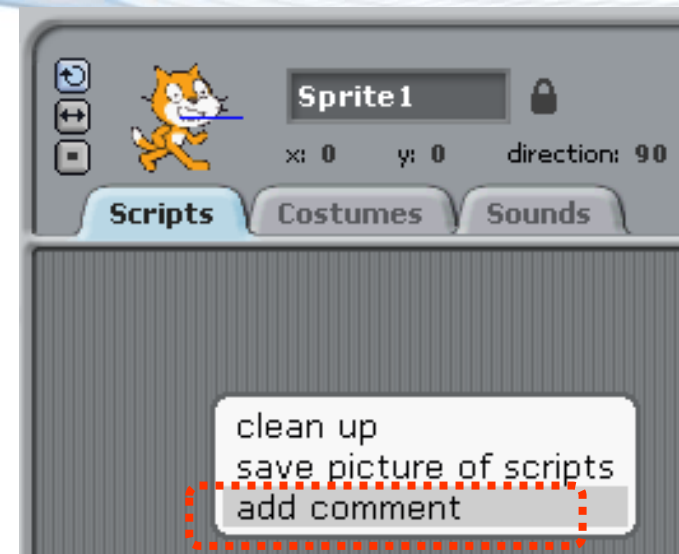 Sprite1
x: 0 y: 0 direction: 90
Scripts Costumes Sounds
clean up
save picture of scripts
add comment